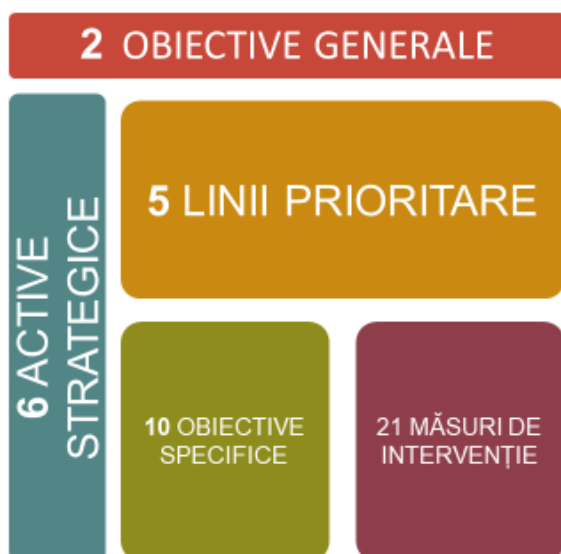 2 OBIECTIVE GENERALE
6 ACTIVE
STRATEGICE
5 LINII PRIORITARE
10 OBIECTIVE
SPECIFICE
21 MĂSURI DE
INTERVENȚIE